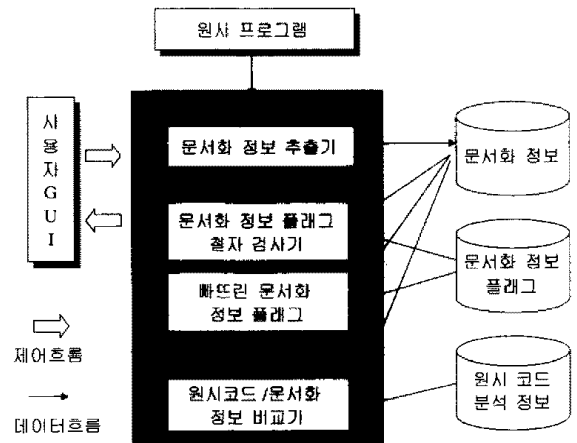 원시 프로그램
사용자GUI
문서화 정보 추출기
문서화 정보
문서화 정보 플래그
철자 검사기
문서화 정보
플래그
빠뜨린 문서화
정보 플래그
제어흐름
원시코드/문서화
정보 비교기
원시 코드
분석 정보
데이터흐름